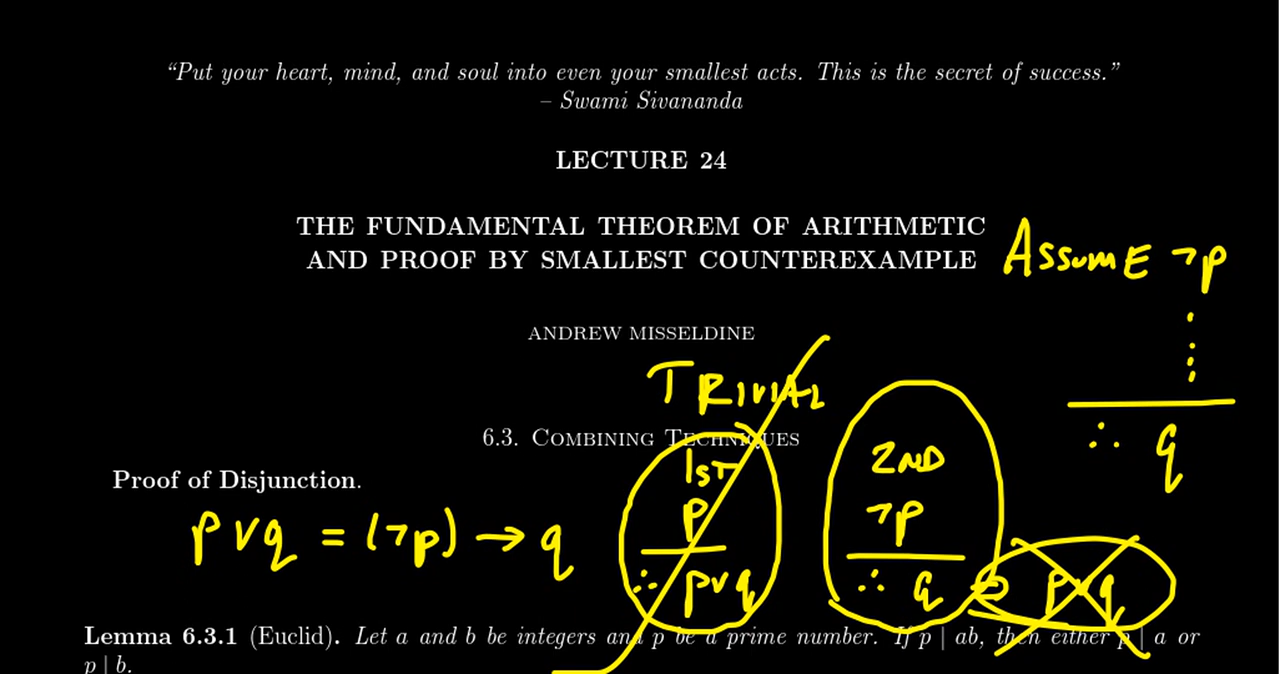 “Put your heart, mind, and soul into even your smallest acts. This is the secret of success.”
– Swami Sivananda
LECTURE 24
THE FUNDAMENTAL THEOREM OF ARITHMETIC
AND PROOF BY SMALLEST COUNTEREXAMPLE
ASSUME ¬p
⋮
∴ q
ANDREW MISSELDINE
TRIVIAL
6.3. COMBINING TECHNIQUES
Proof of Disjunction.
p ∨ q = (¬p) → q
1ST
p
∴ p∨q
2ND
¬p
∴ q
p q
Lemma 6.3.1 (Euclid). Let a and b be integers and p be a prime number. If p | ab, then either p | a or
p | b.